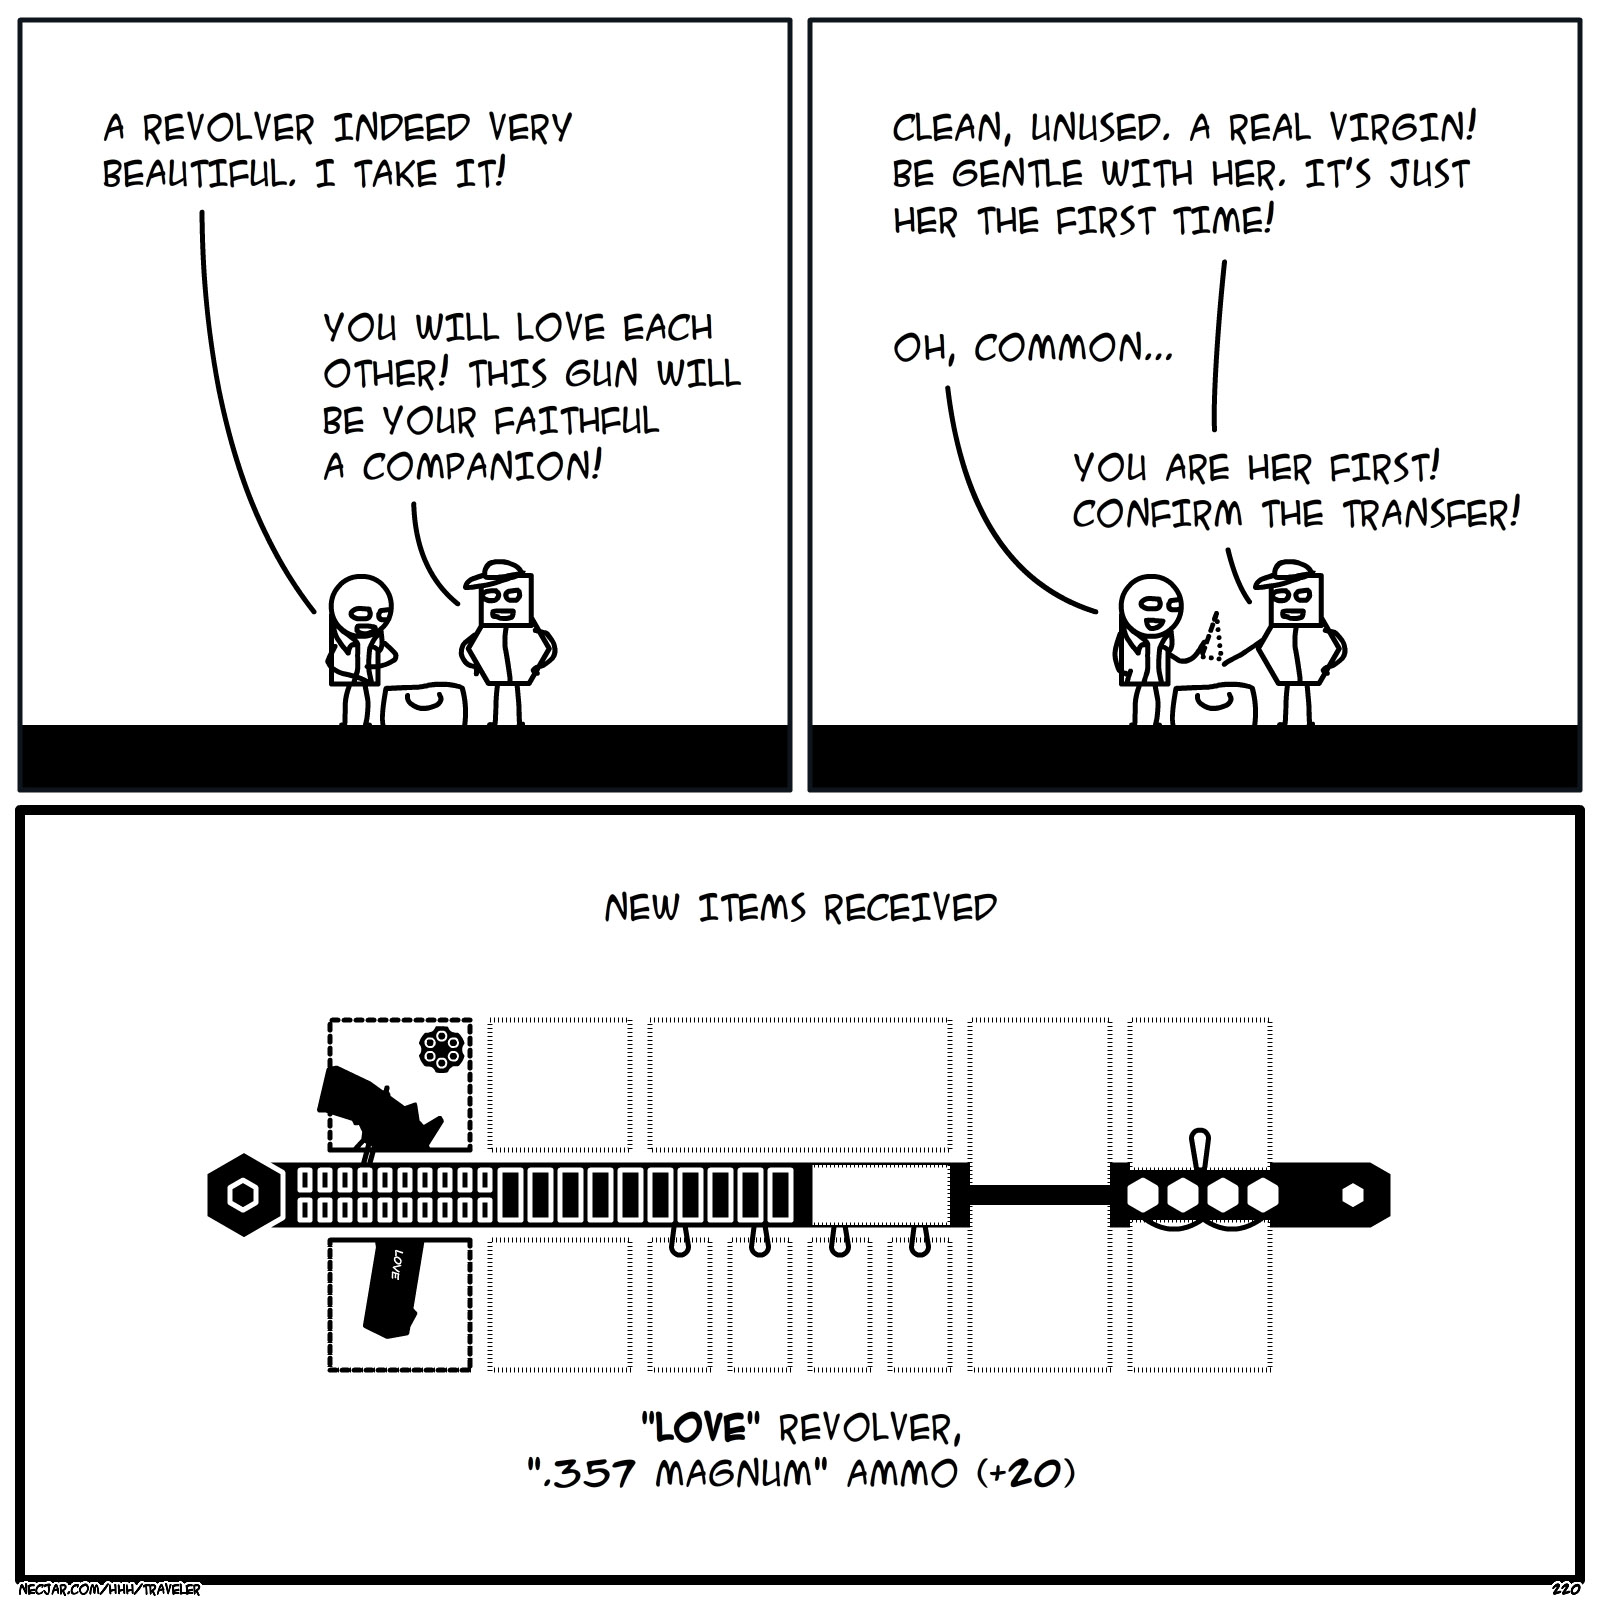 A REVOLVER INDEED VERY
BEAUTIFUL. I TAKE IT!
YOU WILL LOVE EACH
OTHER! THIS GUN WILL
BE YOUR FAITHFUL
A COMPANION!
CLEAN, UNUSED. A REAL VIRGIN!
BE GENTLE WITH HER. IT'S JUST
HER THE FIRST TIME!
OH, COMMON...
YOU ARE HER FIRST!
CONFIRM THE TRANSFER!
NEW ITEMS RECEIVED
LOVE
"LOVE" REVOLVER,
".357 MAGNUM" AMMO (+20)
NECJAR.COM/HHH/TRAVELER
220